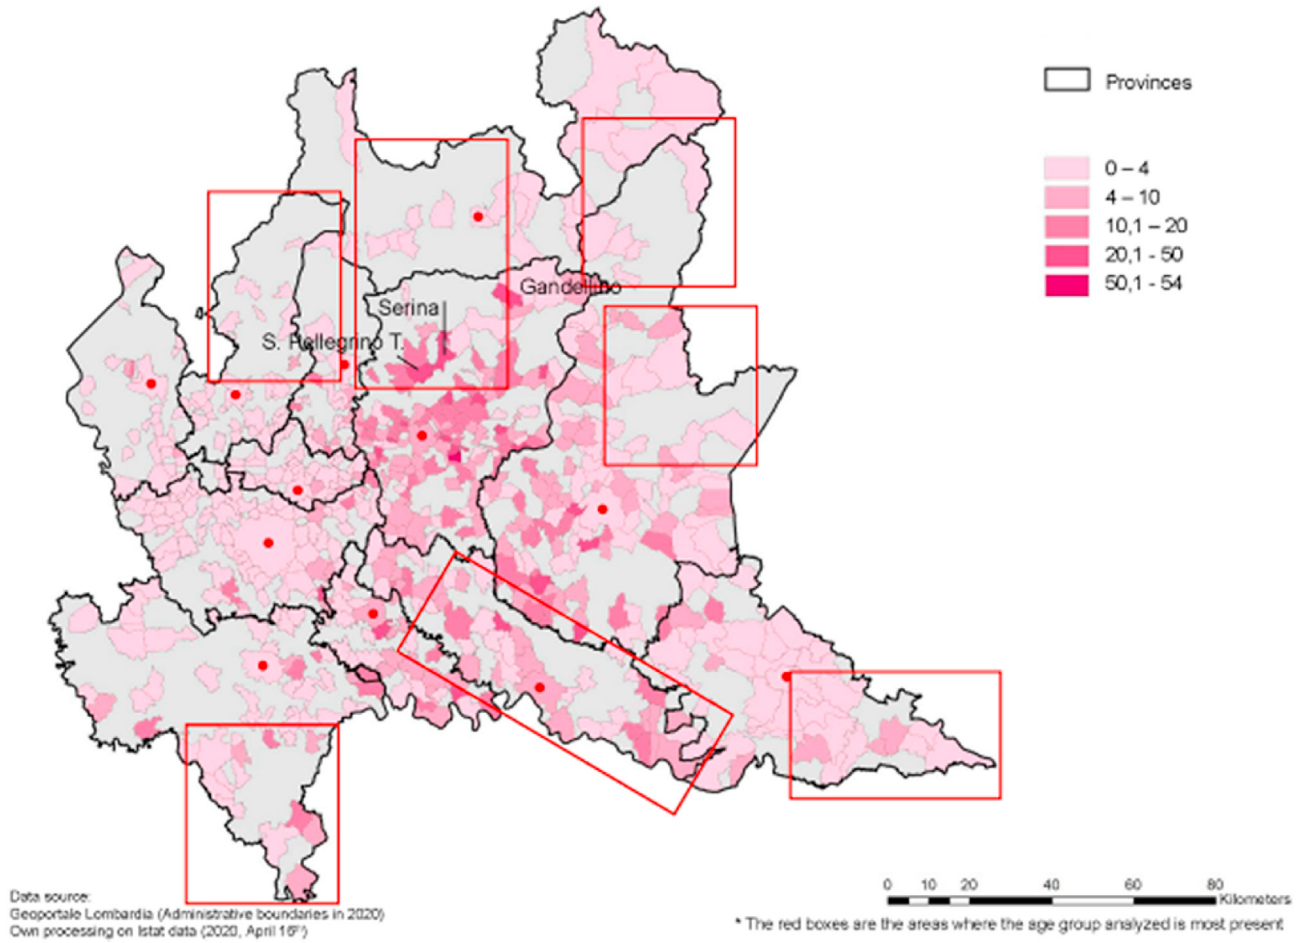 Provinces
0 – 4
4 – 10
10,1 – 20
20,1 - 50
50,1 - 54
Gandellino
Serina
S. Pellegrino T.
0 10 20 40 60 80
Kilometers
Data source:
Geoportale Lombardia (Administrative boundaries in 2020)
Own processing on Istat data (2020, April 16th)
* The red boxes are the areas where the age group analyzed is most present